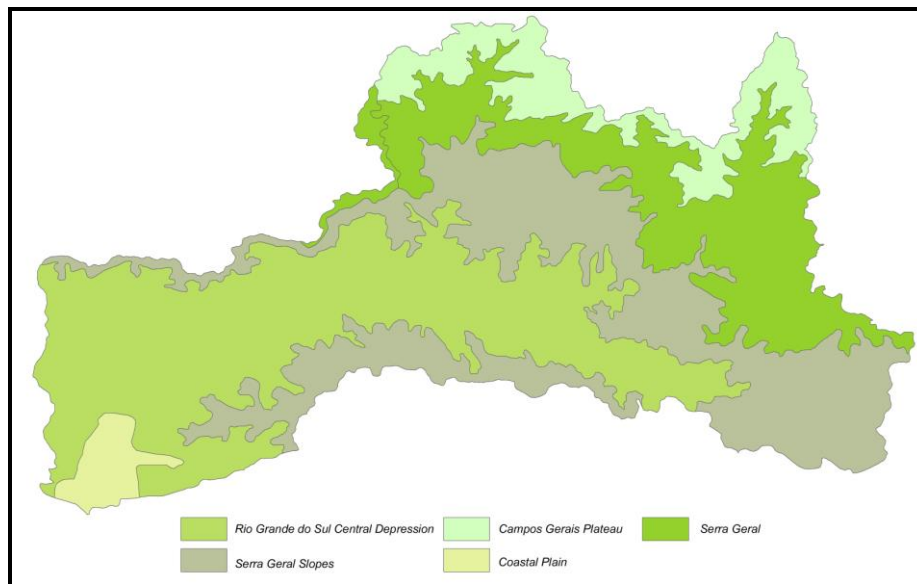 Rio Grande do Sul Central Depression
Campos Gerais Plateau
Serra Geral
Serra Geral Slopes
Coastal Plain